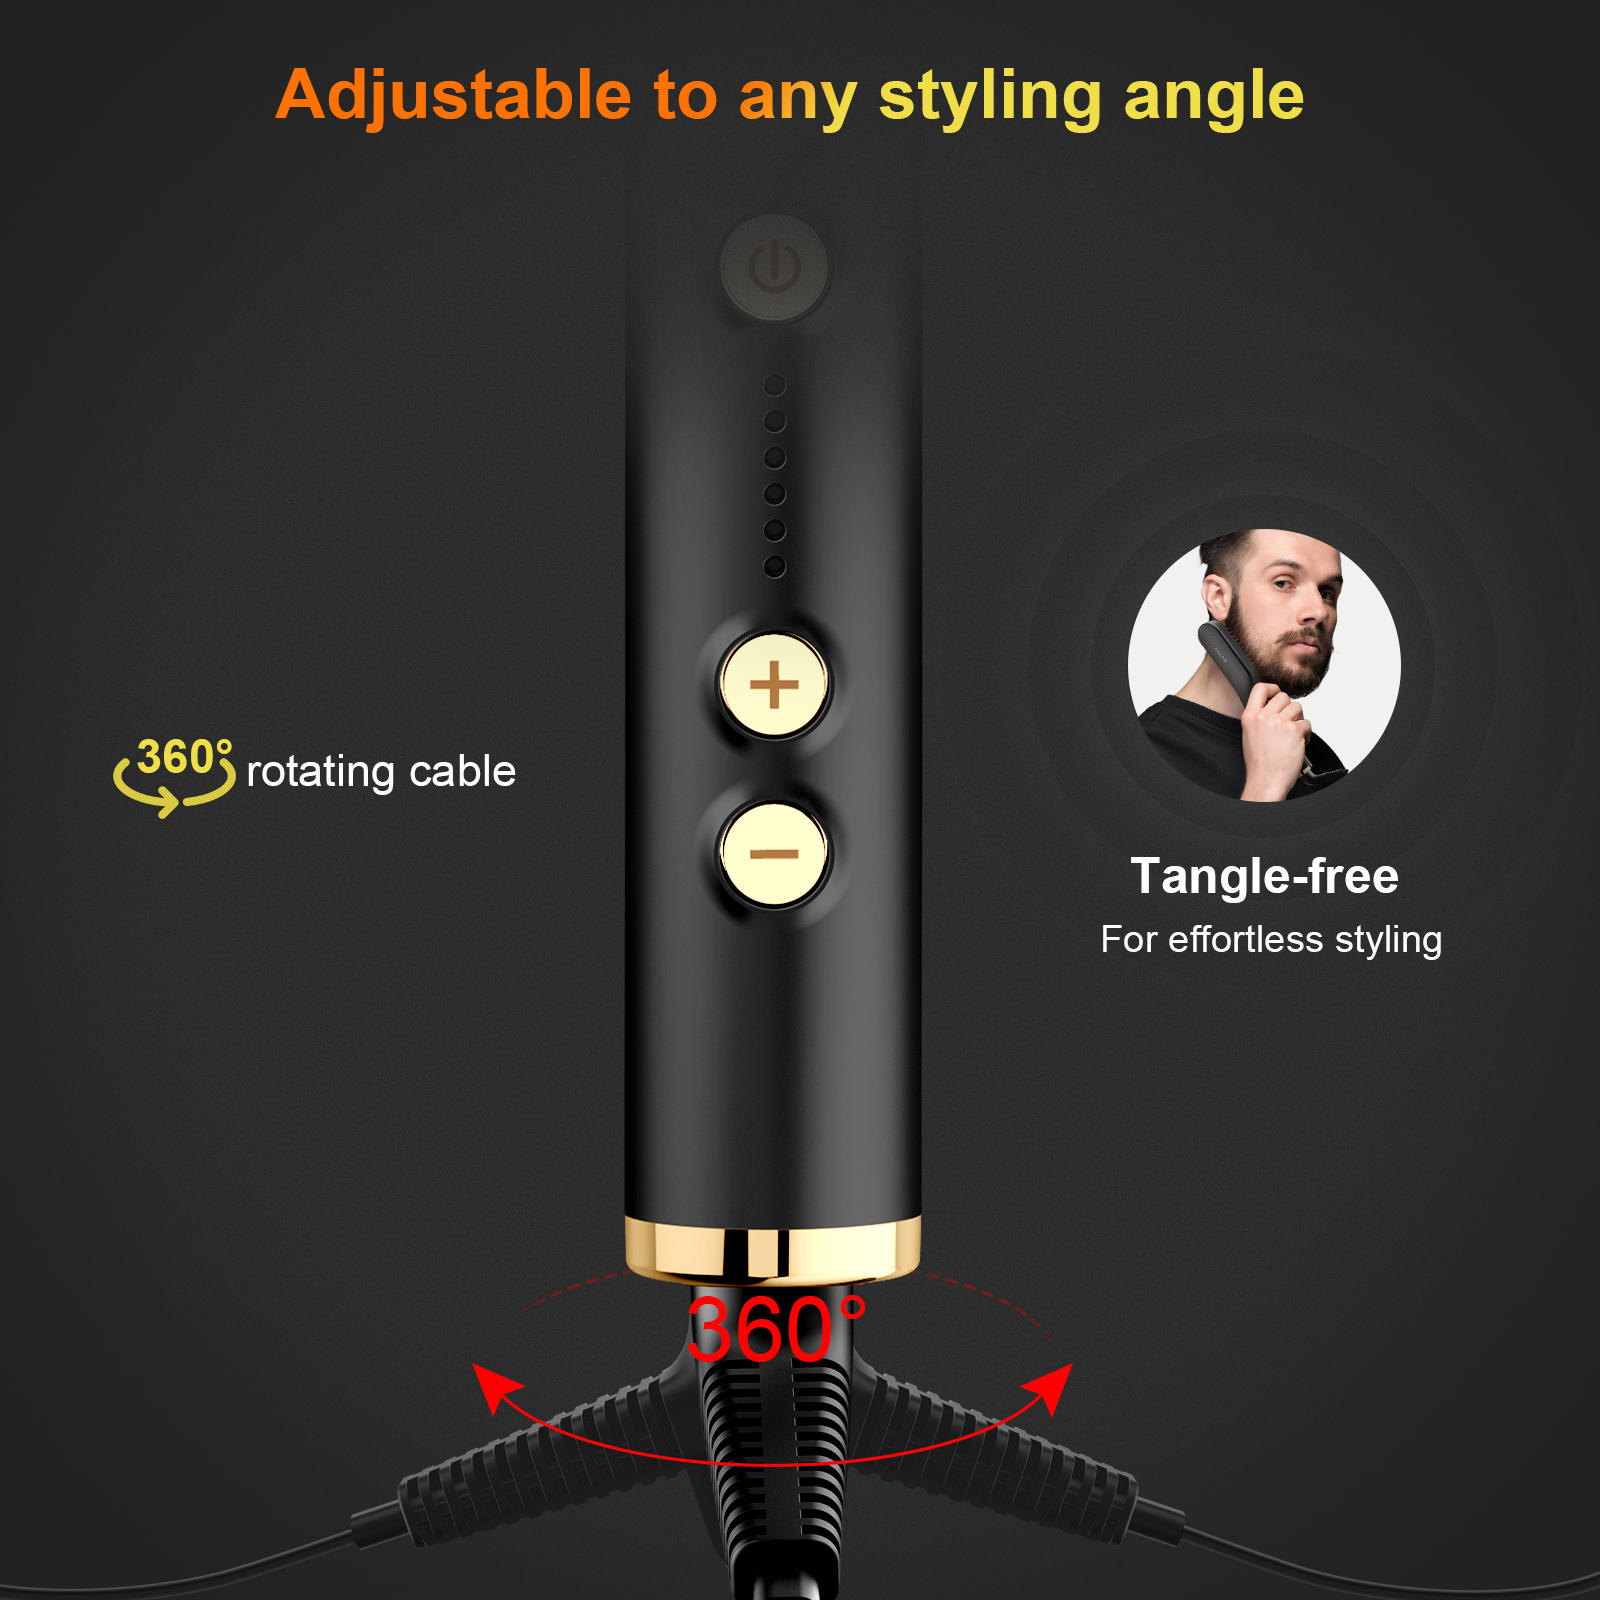 Adjustable to any styling angle
360° rotating cable
Tangle-free
For effortless styling
360°